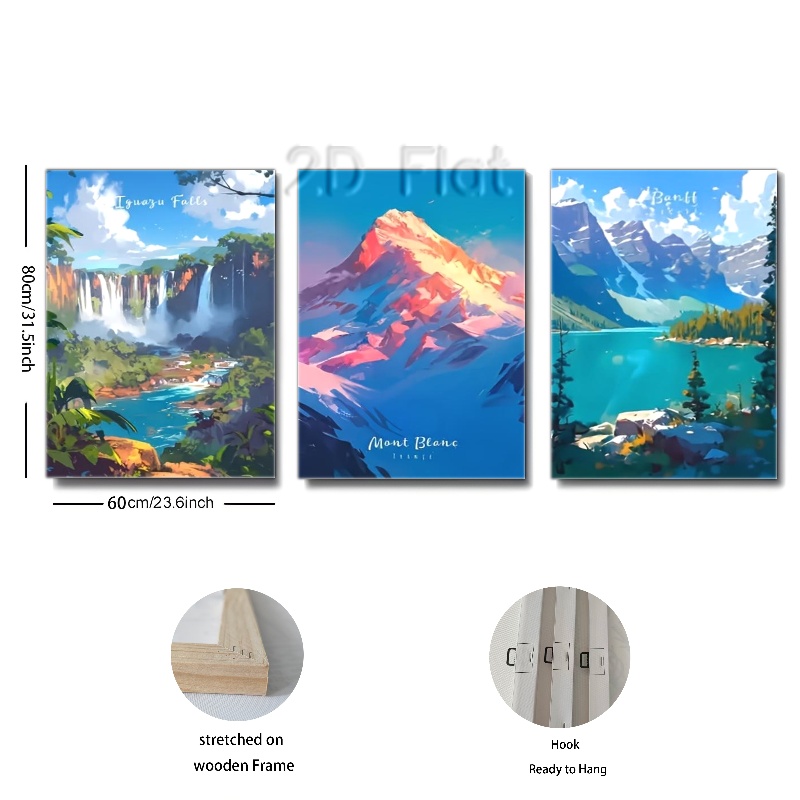 2D Flat
Iguazu Falls
Banff
80cm/31.5inch
Mont Blanc
FRANCE
60cm/23.6inch
stretched on
wooden Frame
Hook
Ready to Hang